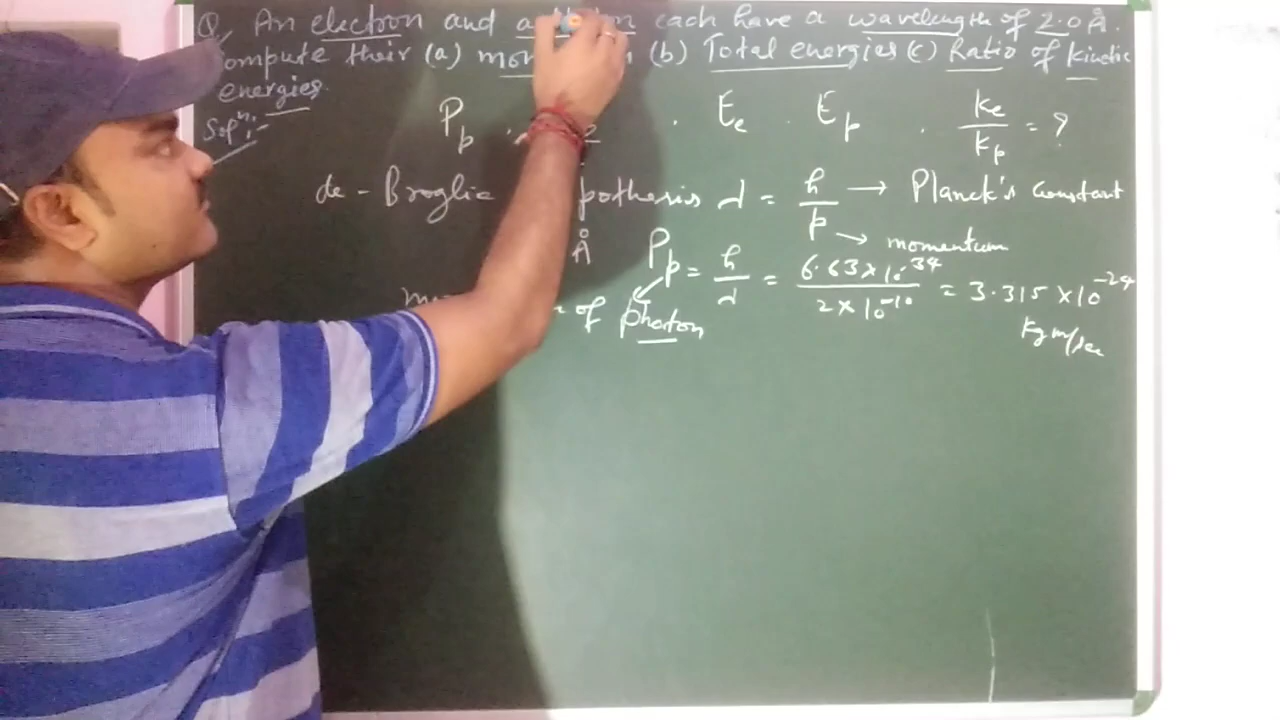 Q, An electron and a each have a wavelength of 2.0 Å.
ompute their (a) mom (b) Total energies (c) Ratio of kinetic
energies.
Sol^n:-
P_p . . E_e . E_p . K_e/K_p = ?
de-Broglie pothesis λ = h/p → Planck's constant
→ momentum
Å P_p = h/λ = 6.63×10^-34 / 2×10^-10 = 3.315×10^-24
of photon Kg m/sec